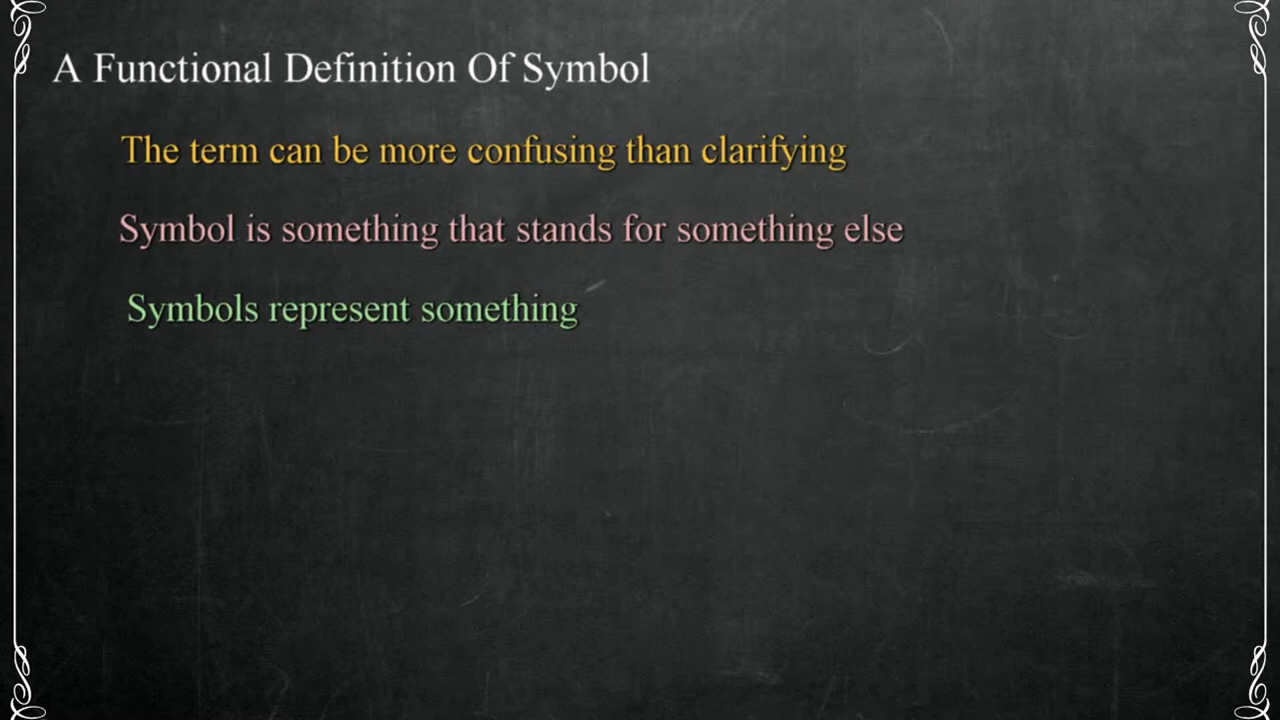 A Functional Definition Of Symbol
The term can be more confusing than clarifying
Symbol is something that stands for something else
Symbols represent something